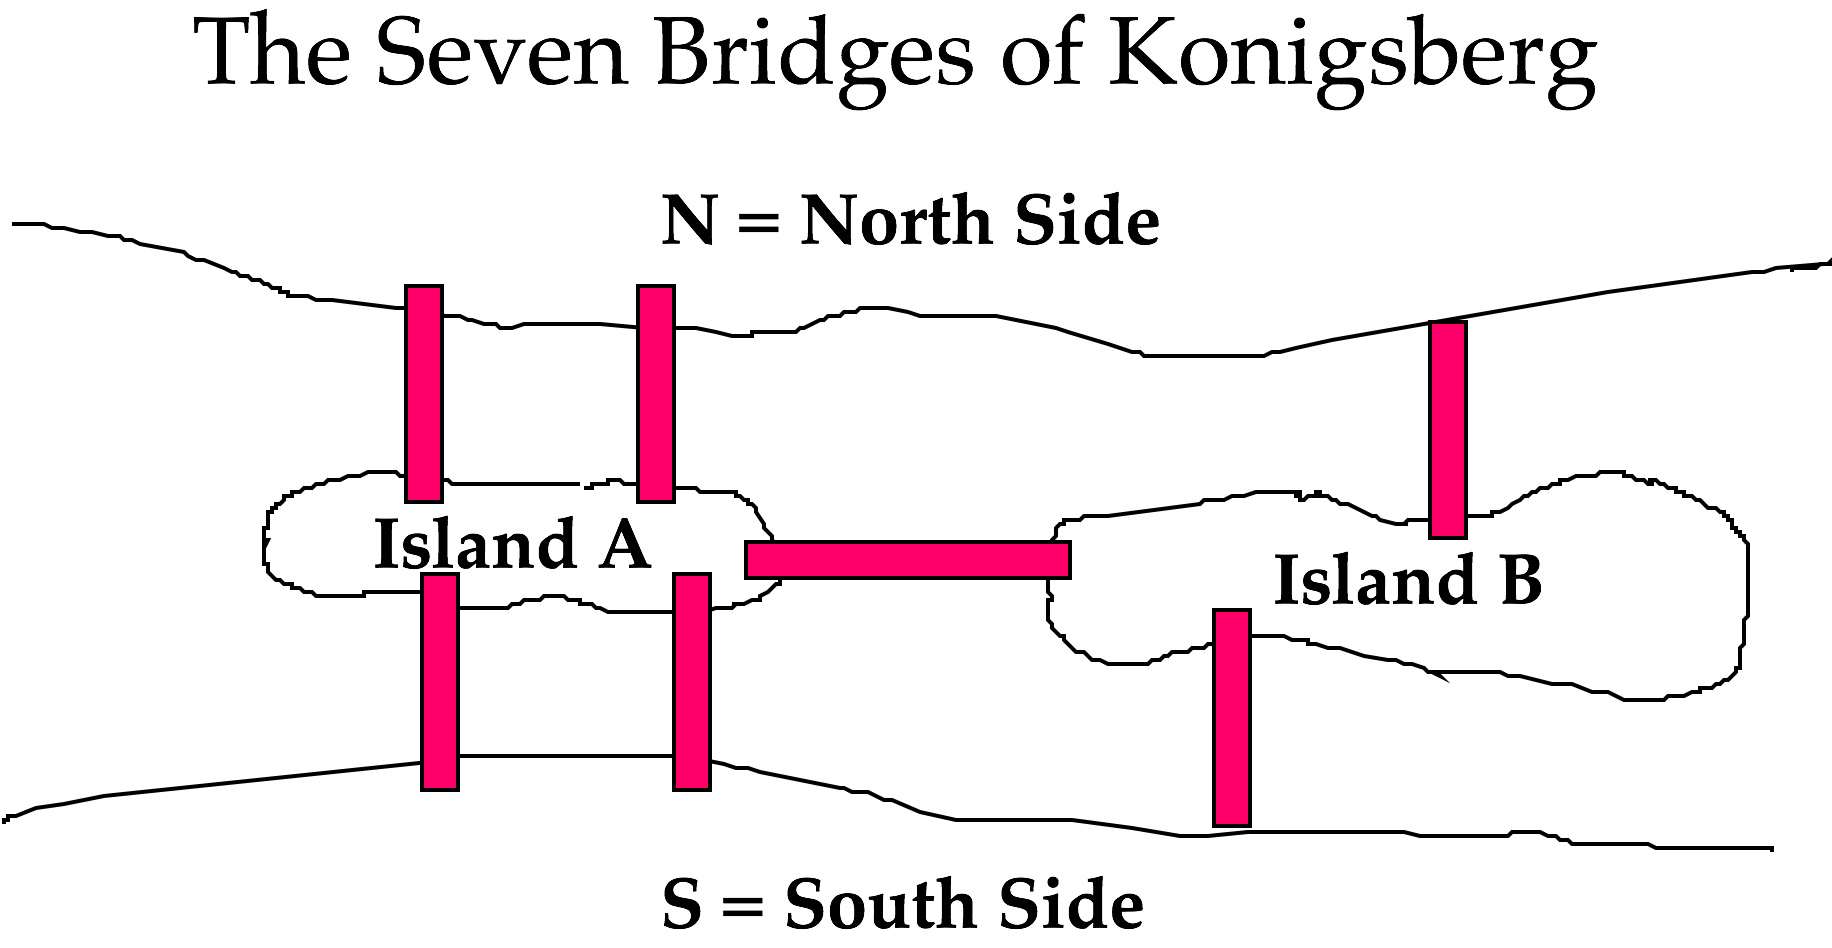 The Seven Bridges of Konigsberg
N = North Side
Island A
Island B
S = South Side